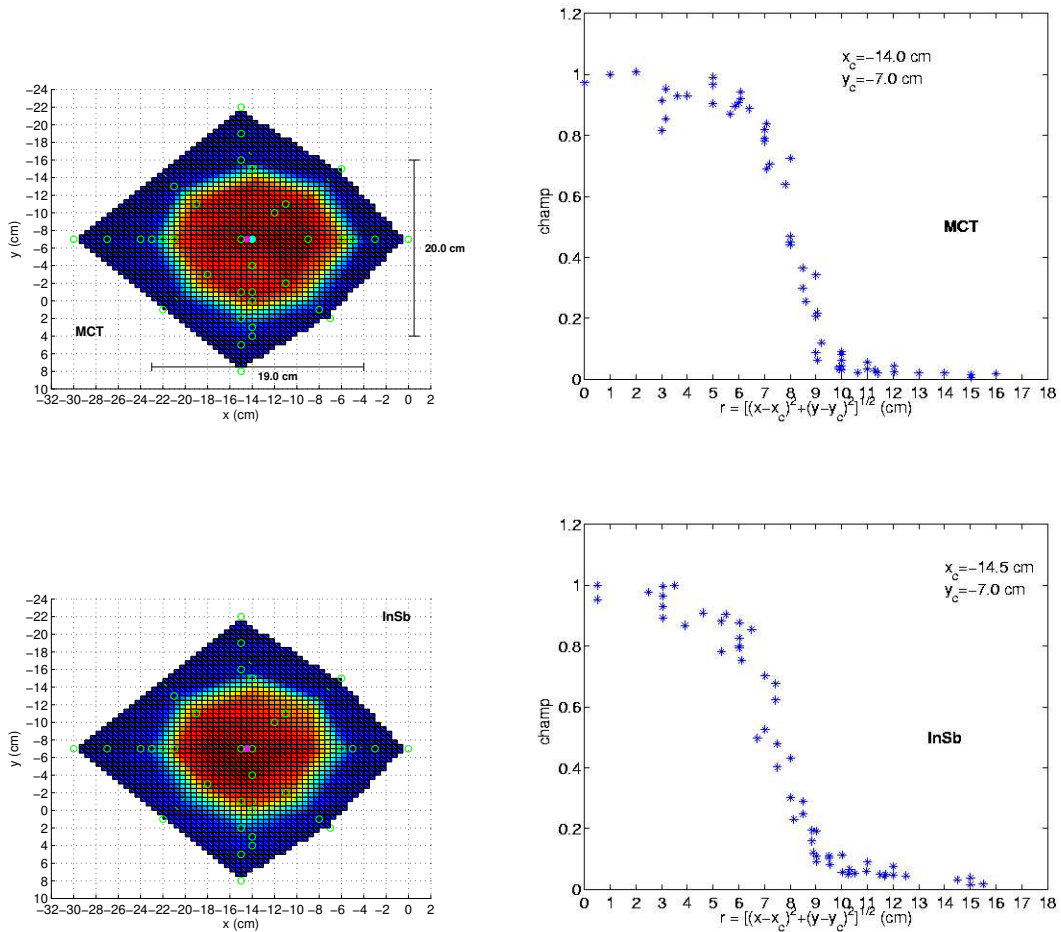 −24
−22
−20
−18
−16
−14
−12
−10
−8
−6
−4
−2
0
2
4
6
8
10
y (cm)
MCT
20.0 cm
19.0 cm
−32−30−28−26−24−22−20−18−16−14−12−10 −8 −6 −4 −2 0 2
x (cm)
1.2
1
0.8
0.6
0.4
0.2
0
champ
x_c=−14.0 cm
y_c=−7.0 cm
MCT
0 1 2 3 4 5 6 7 8 9 10 11 12 13 14 15 16 17 18
r = [(x−x_c)^2+(y−y_c)^2]^1/2 (cm)
−24
−22
−20
−18
−16
−14
−12
−10
−8
−6
−4
−2
0
2
4
6
8
10
y (cm)
InSb
−32−30−28−26−24−22−20−18−16−14−12−10 −8 −6 −4 −2 0 2
x (cm)
1.2
1
0.8
0.6
0.4
0.2
0
champ
x_c=−14.5 cm
y_c=−7.0 cm
InSb
0 1 2 3 4 5 6 7 8 9 10 11 12 13 14 15 16 17 18
r = [(x−x_c)^2+(y−y_c)^2]^1/2 (cm)